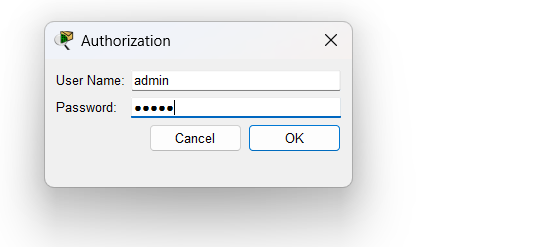 Authorization
User Name: admin
Password: •••••
Cancel OK